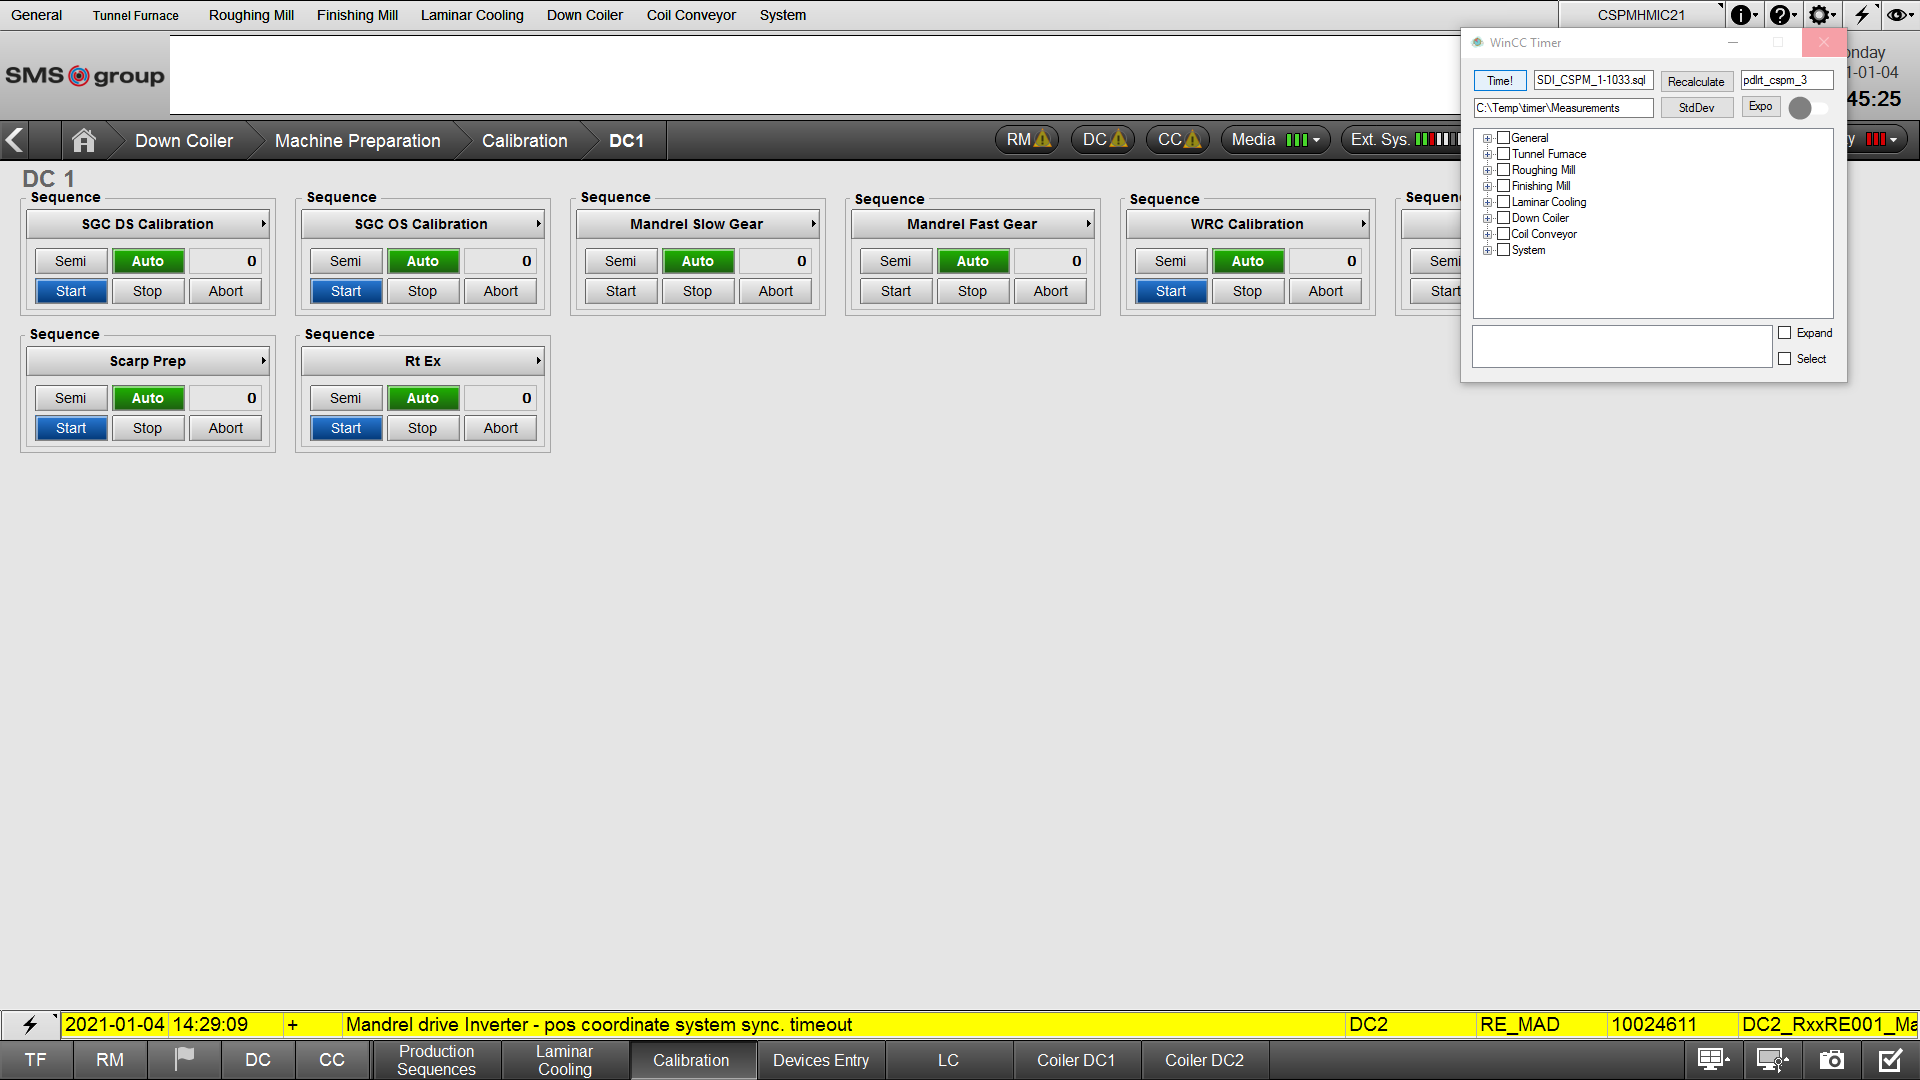 General Tunnel Furnace Roughing Mill Finishing Mill Laminar Cooling Down Coiler Coil Conveyor System CSPMHMIC21
SMS group
45:25
WinCC Timer
Time! SDI_CSPM_1-1033.sql Recalculate pdlrt_cspm_3
C:\Temp\timer\Measurements StdDev Expo
General
Tunnel Furnace
Roughing Mill
Finishing Mill
Laminar Cooling
Down Coiler
Coil Conveyor
System
Expand
Select
Down Coiler Machine Preparation Calibration DC1 RM DC CC Media Ext. Sys.
DC 1
Sequence Sequence Sequence Sequence Sequence
SGC DS Calibration SGC OS Calibration Mandrel Slow Gear Mandrel Fast Gear WRC Calibration
Semi Auto 0 Semi Auto 0 Semi Auto 0 Semi Auto 0 Semi Auto 0 Semi
Start Stop Abort Start Stop Abort Start Stop Abort Start Stop Abort Start Stop Abort Start
Sequence Sequence
Scarp Prep Rt Ex
Semi Auto 0 Semi Auto 0
Start Stop Abort Start Stop Abort
2021-01-04 14:29:09 + Mandrel drive Inverter - pos coordinate system sync. timeout DC2 RE_MAD 10024611 DC2_RxxRE001_Ma
TF RM DC CC Production Sequences Laminar Cooling Calibration Devices Entry LC Coiler DC1 Coiler DC2